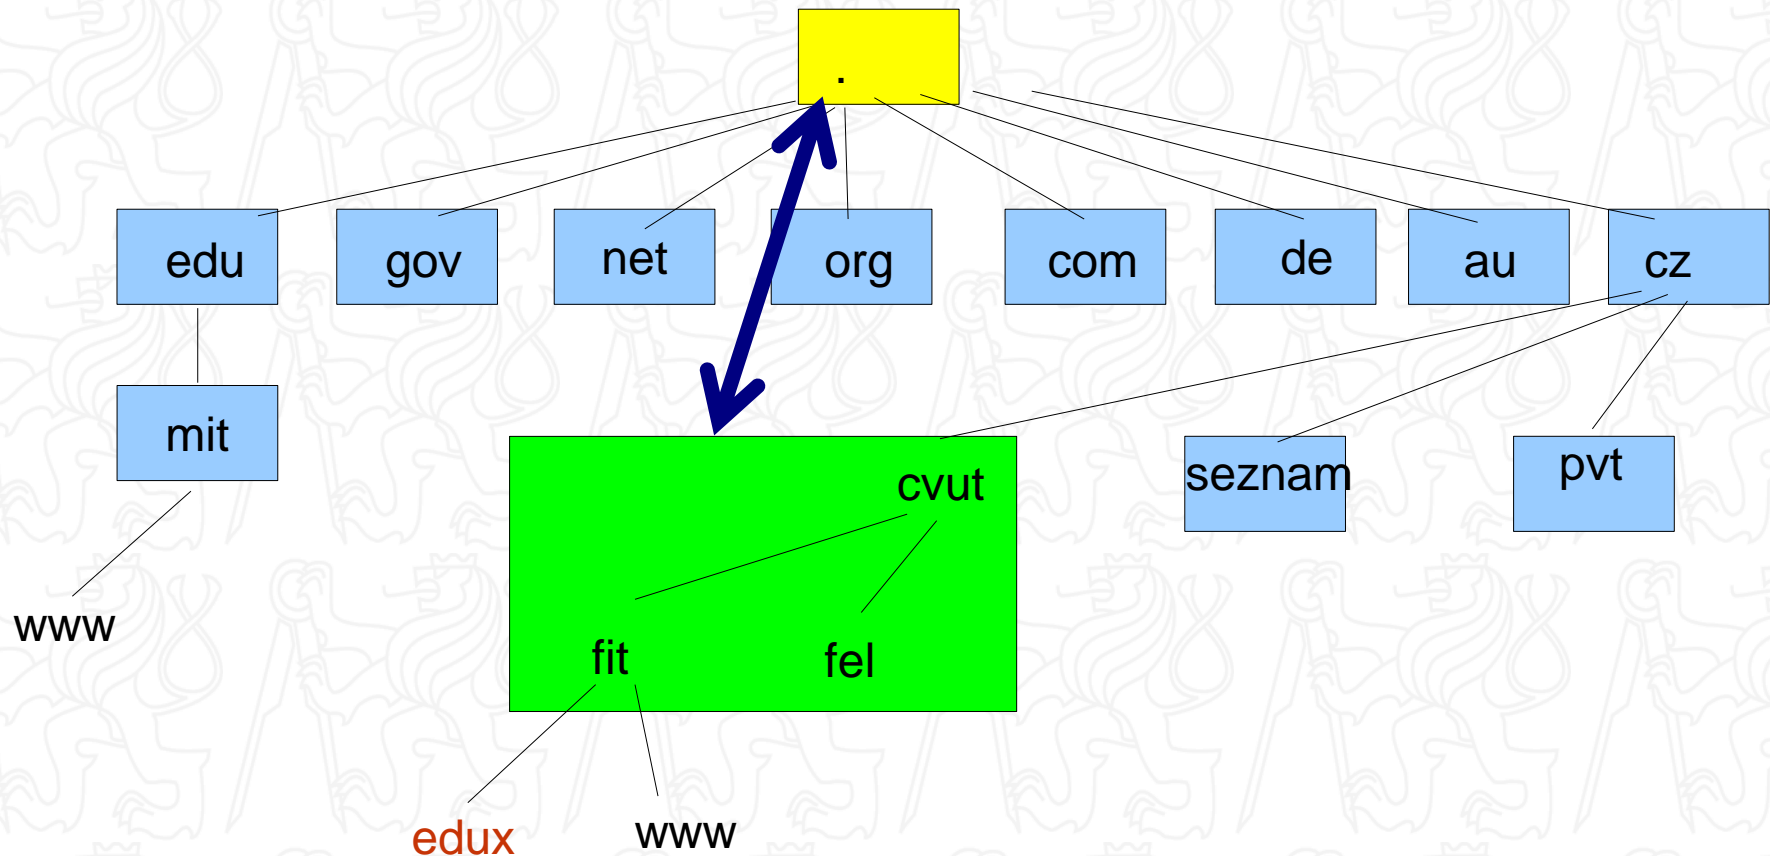 .
edu gov net org com de au cz
mit
cvut seznam pvt
www
fit fel
edux www